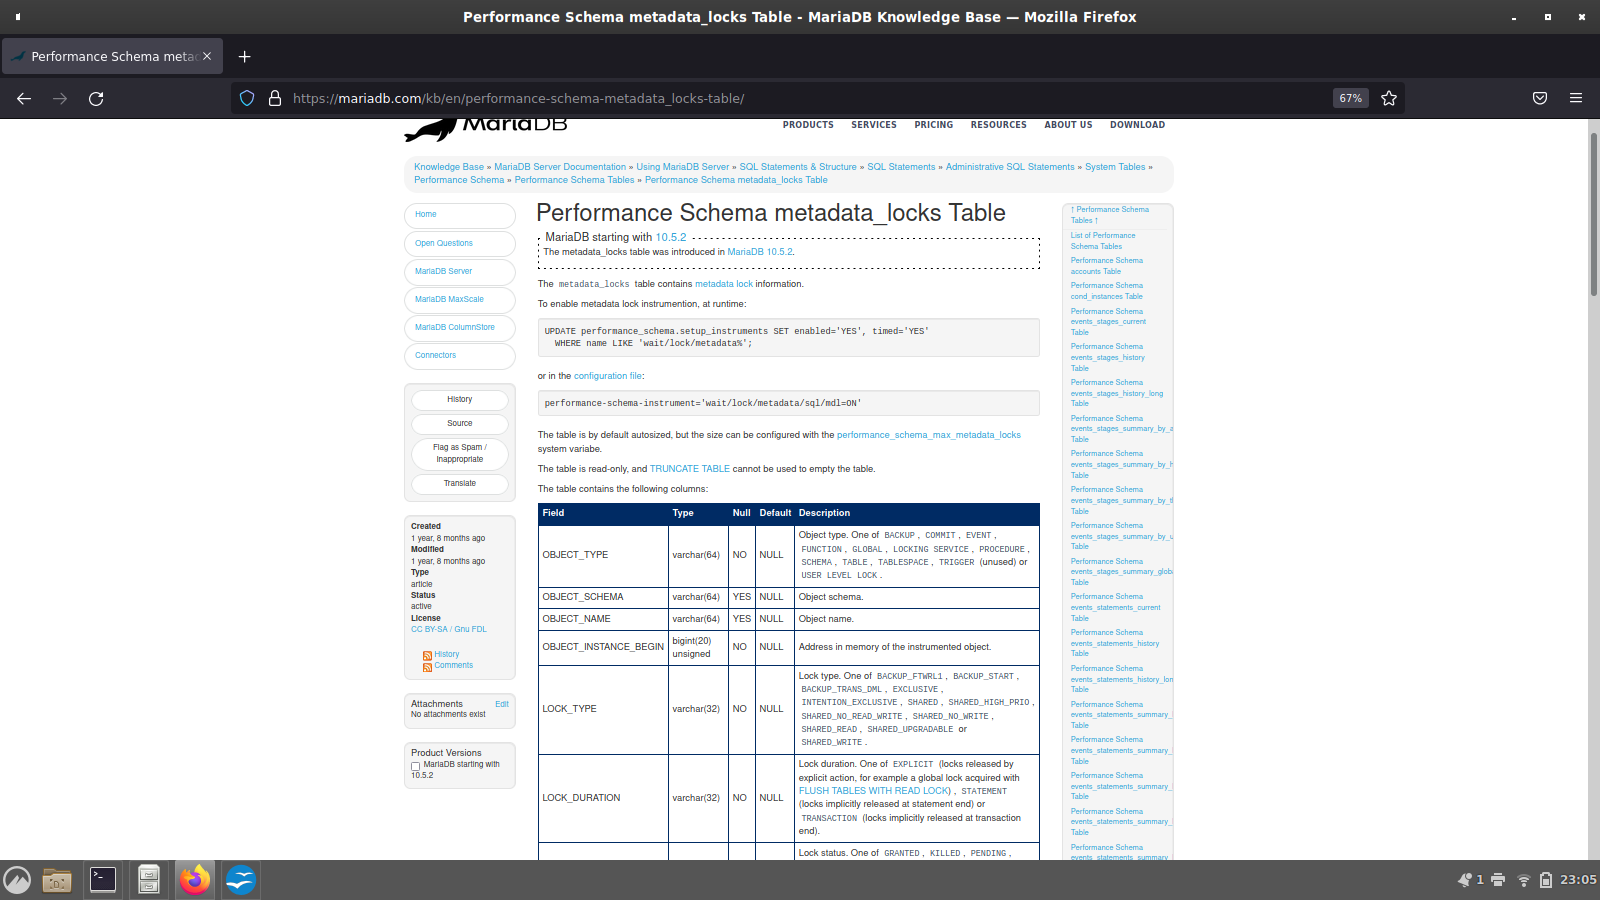 Performance Schema metadata_locks Table - MariaDB Knowledge Base — Mozilla Firefox
Performance Schema metad
https://mariadb.com/kb/en/performance-schema-metadata_locks-table/
67%
MariaDB
PRODUCTS SERVICES PRICING RESOURCES ABOUT US DOWNLOAD
Knowledge Base » MariaDB Server Documentation » Using MariaDB Server » SQL Statements & Structure » SQL Statements » Administrative SQL Statements » System Tables »
Performance Schema » Performance Schema Tables » Performance Schema metadata_locks Table
Home
Open Questions
MariaDB Server
MariaDB MaxScale
MariaDB ColumnStore
Connectors
History
Source
Flag as Spam /
Inappropriate
Translate
Created
1 year, 8 months ago
Modified
1 year, 8 months ago
Type
article
Status
active
License
CC BY-SA / Gnu FDL
History
Comments
Attachments Edit
No attachments exist
Product Versions
MariaDB starting with
10.5.2
Performance Schema metadata_locks Table
MariaDB starting with 10.5.2
The metadata_locks table was introduced in MariaDB 10.5.2.
The metadata_locks table contains metadata lock information.
To enable metadata lock instrumention, at runtime:
UPDATE performance_schema.setup_instruments SET enabled='YES', timed='YES'
WHERE name LIKE 'wait/lock/metadata%';
or in the configuration file:
performance-schema-instrument='wait/lock/metadata/sql/mdl=ON'
The table is by default autosized, but the size can be configured with the performance_schema_max_metadata_locks
system variabe.
The table is read-only, and TRUNCATE TABLE cannot be used to empty the table.
The table contains the following columns:
Field Type Null Default Description
OBJECT_TYPE varchar(64) NO NULL Object type. One of BACKUP, COMMIT, EVENT,
FUNCTION, GLOBAL, LOCKING SERVICE, PROCEDURE,
SCHEMA, TABLE, TABLESPACE, TRIGGER (unused) or
USER LEVEL LOCK.
OBJECT_SCHEMA varchar(64) YES NULL Object schema.
OBJECT_NAME varchar(64) YES NULL Object name.
OBJECT_INSTANCE_BEGIN bigint(20)
unsigned NO NULL Address in memory of the instrumented object.
LOCK_TYPE varchar(32) NO NULL Lock type. One of BACKUP_FTWRL1, BACKUP_START,
BACKUP_TRANS_DML, EXCLUSIVE,
INTENTION_EXCLUSIVE, SHARED, SHARED_HIGH_PRIO,
SHARED_NO_READ_WRITE, SHARED_NO_WRITE,
SHARED_READ, SHARED_UPGRADABLE or
SHARED_WRITE.
LOCK_DURATION varchar(32) NO NULL Lock duration. One of EXPLICIT (locks released by
explicit action, for example a global lock acquired with
FLUSH TABLES WITH READ LOCK), STATEMENT
(locks implicitly released at statement end) or
TRANSACTION (locks implicitly released at transaction
end).
Lock status. One of GRANTED, KILLED, PENDING,
↑ Performance Schema
Tables ↑
List of Performance
Schema Tables
Performance Schema
accounts Table
Performance Schema
cond_instances Table
Performance Schema
events_stages_current
Table
Performance Schema
events_stages_history
Table
Performance Schema
events_stages_history_long
Table
Performance Schema
events_stages_summary_by_a
Table
Performance Schema
events_stages_summary_by_h
Table
Performance Schema
events_stages_summary_by_t
Table
Performance Schema
events_stages_summary_by_u
Table
Performance Schema
events_stages_summary_glob
Table
Performance Schema
events_statements_current
Table
Performance Schema
events_statements_history
Table
Performance Schema
events_statements_history_lon
Table
Performance Schema
events_statements_summary_
Table
Performance Schema
events_statements_summary_
Table
Performance Schema
events_statements_summary_
Table
Performance Schema
events_statements_summary_
Table
Performance Schema
events_statements_summary
1
23:05